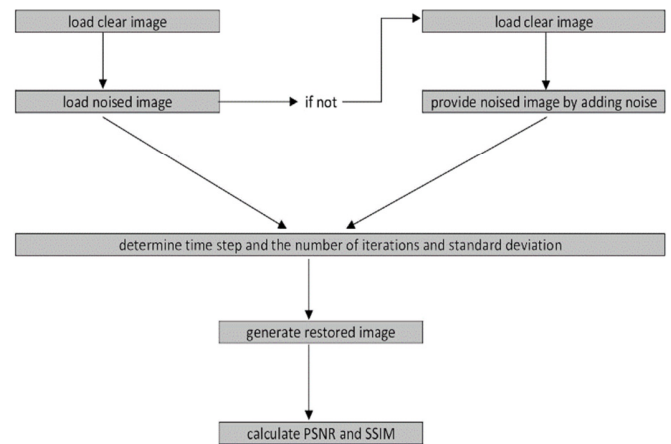 load clear image
load clear image
load noised image
if not
provide noised image by adding noise
determine time step and the number of iterations and standard deviation
generate restored image
calculate PSNR and SSIM